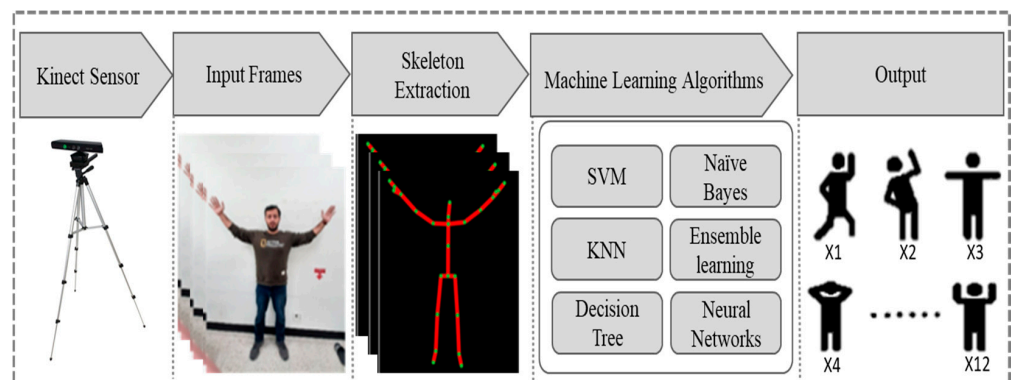 Kinect Sensor
Input Frames
Skeleton
Extraction
Machine Learning Algorithms
Output
SVM
Naïve
Bayes
KNN
Ensemble
learning
Decision
Tree
Neural
Networks
X1
X2
X3
X4
X12